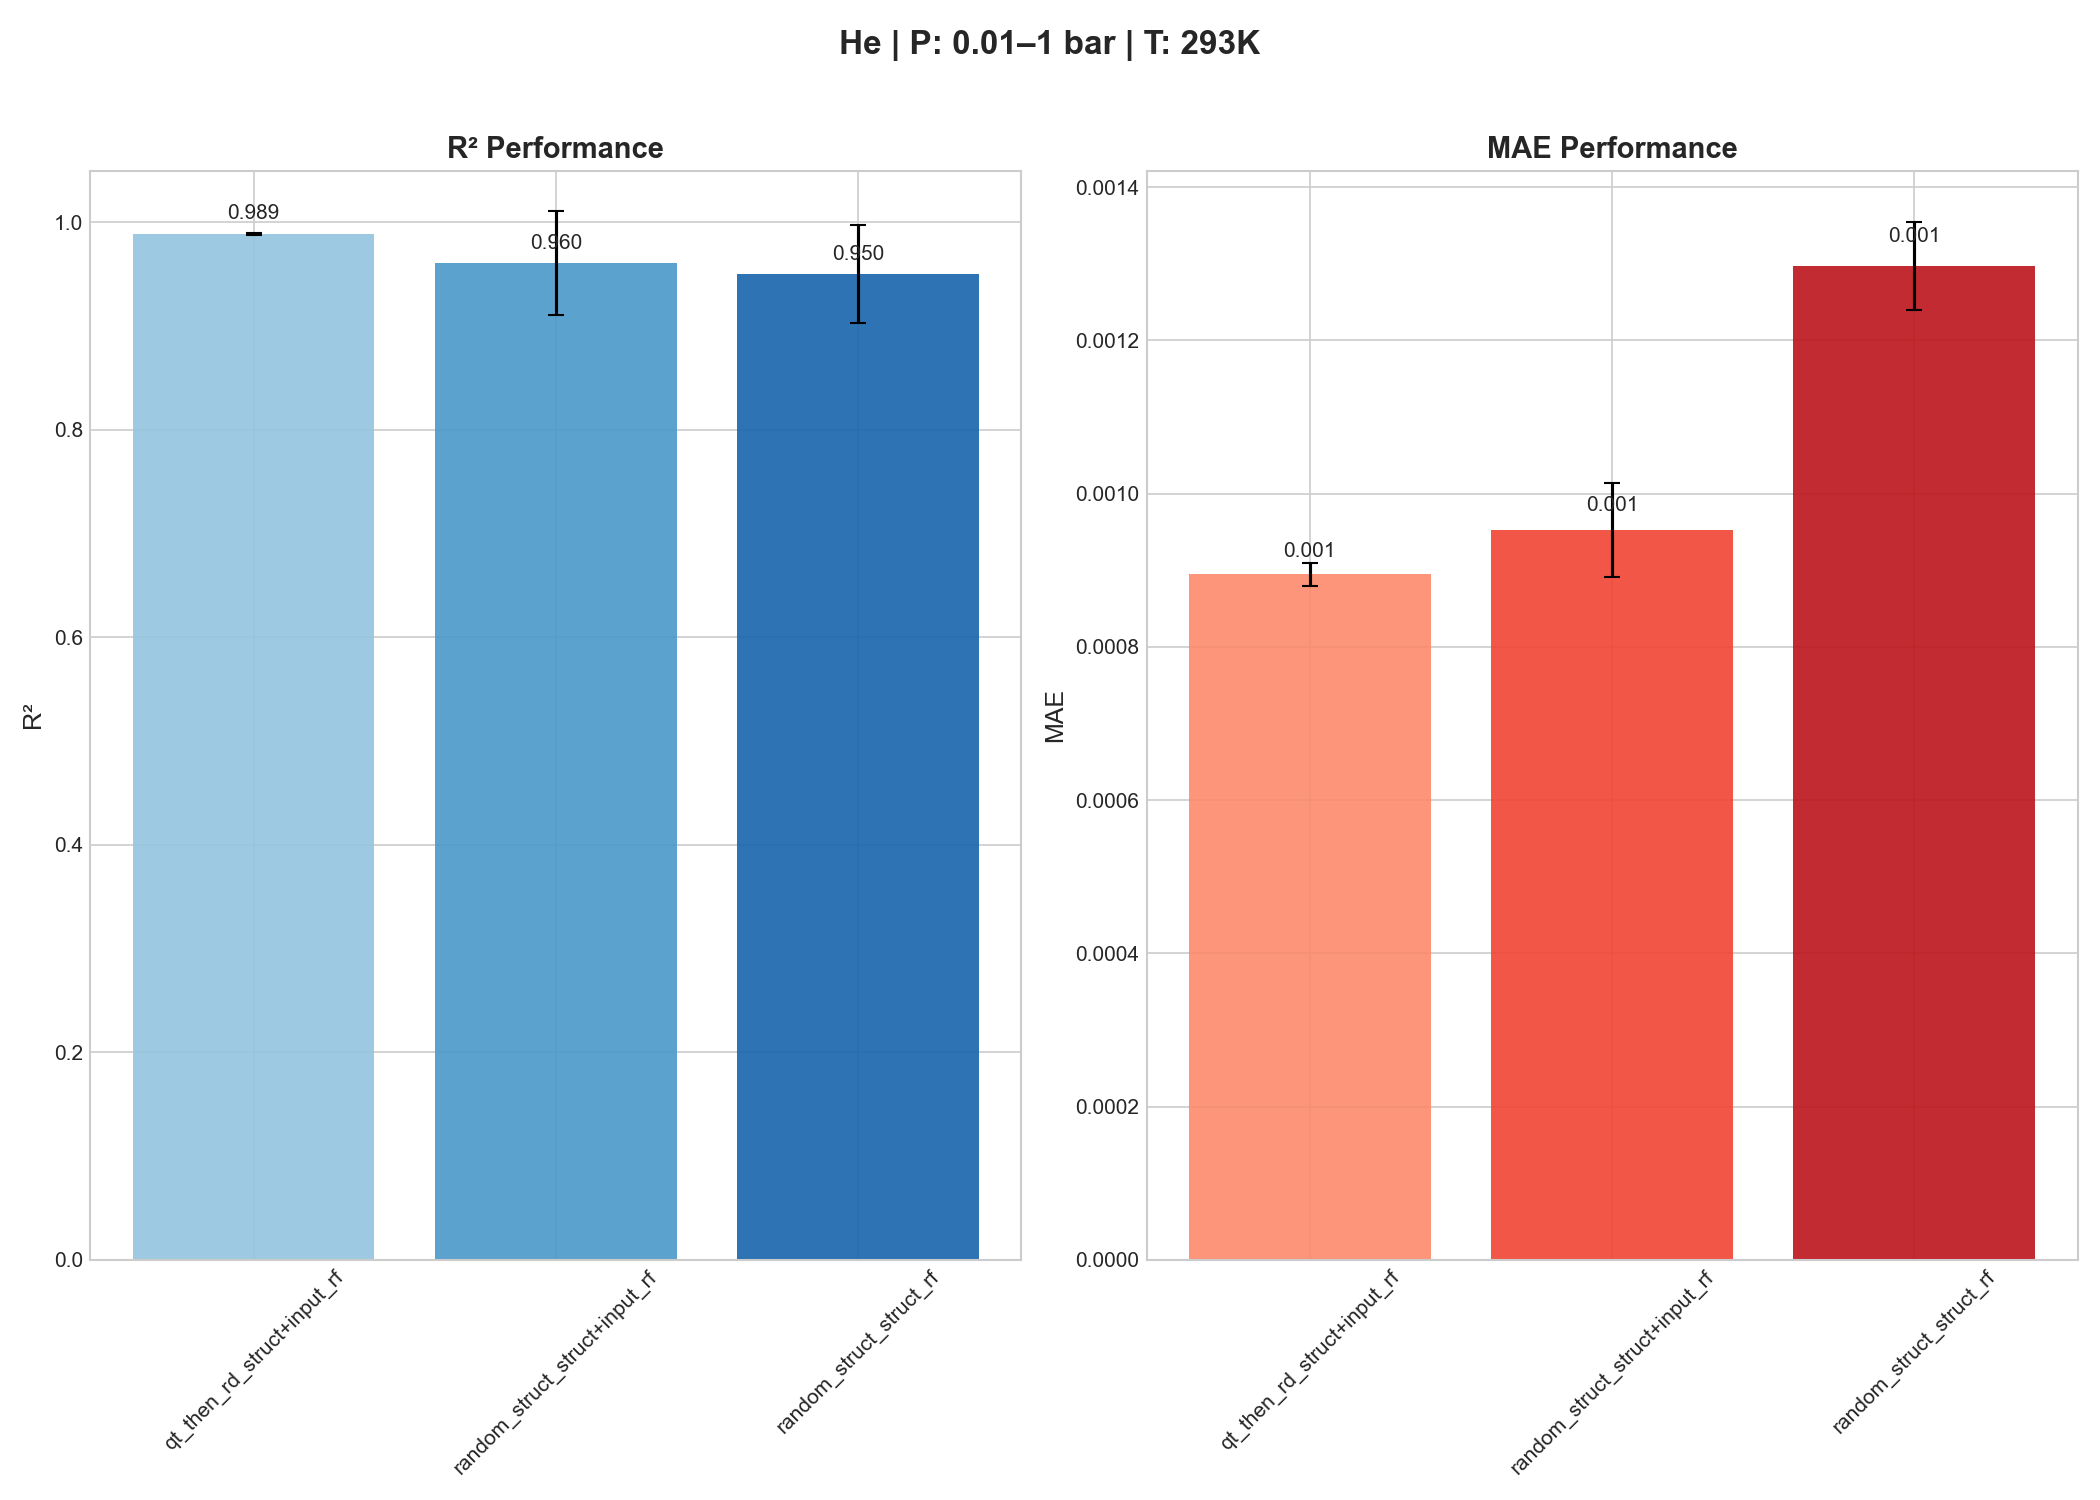 He | P: 0.01–1 bar | T: 293K
R² Performance
0.989
0.960
0.950
1.0
0.8
0.6
0.4
0.2
0.0
R²
qt_then_rd_struct+input_rf
random_struct_struct+input_rf
random_struct_struct_rf
MAE Performance
0.001
0.001
0.001
0.0014
0.0012
0.0010
0.0008
0.0006
0.0004
0.0002
0.0000
MAE
qt_then_rd_struct+input_rf
random_struct_struct+input_rf
random_struct_struct_rf